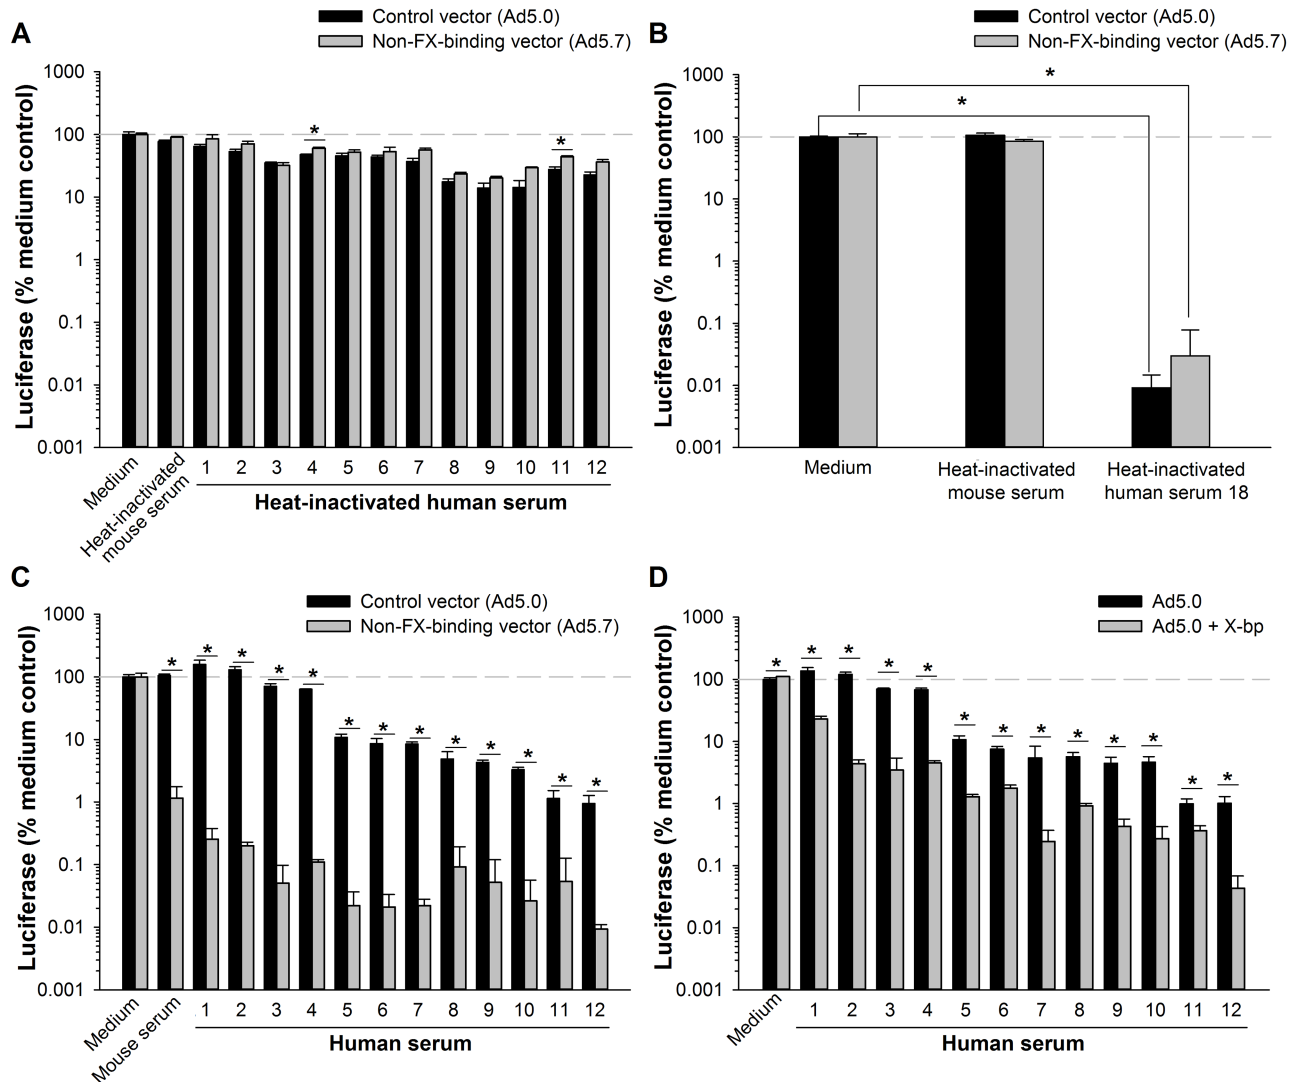 A
Control vector (Ad5.0)
Non-FX-binding vector (Ad5.7)
Luciferase (% medium control)
1000
100
10
1
0.1
0.01
0.001
* *
Medium
Heat-inactivated
mouse serum
1 2 3 4 5 6 7 8 9 10 11 12
Heat-inactivated human serum
B
Control vector (Ad5.0)
Non-FX-binding vector (Ad5.7)
Luciferase (% medium control)
1000
100
10
1
0.1
0.01
0.001
*
*
Medium
Heat-inactivated
mouse serum
Heat-inactivated
human serum 18
C
Control vector (Ad5.0)
Non-FX-binding vector (Ad5.7)
Luciferase (% medium control)
1000
100
10
1
0.1
0.01
0.001
* * * * * * * * * * * * *
Medium
Mouse serum
1 2 3 4 5 6 7 8 9 10 11 12
Human serum
D
Ad5.0
Ad5.0 + X-bp
Luciferase (% medium control)
1000
100
10
1
0.1
0.01
0.001
* * * * * * * * * * * * *
Medium
1 2 3 4 5 6 7 8 9 10 11 12
Human serum